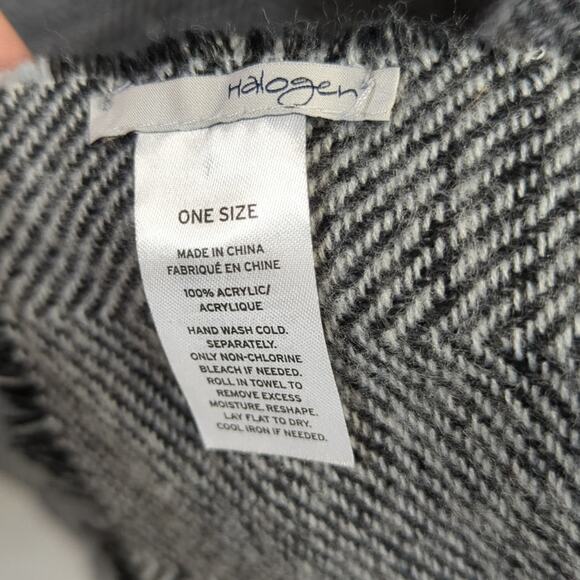 Halogen
ONE SIZE
MADE IN CHINA
FABRIQUÉ EN CHINE
100% ACRYLIC/
ACRYLIQUE
HAND WASH COLD.
SEPARATELY.
ONLY NON-CHLORINE
BLEACH IF NEEDED.
ROLL IN TOWEL TO
REMOVE EXCESS
MOISTURE, RESHAPE.
LAY FLAT TO DRY.
COOL IRON IF NEEDED.